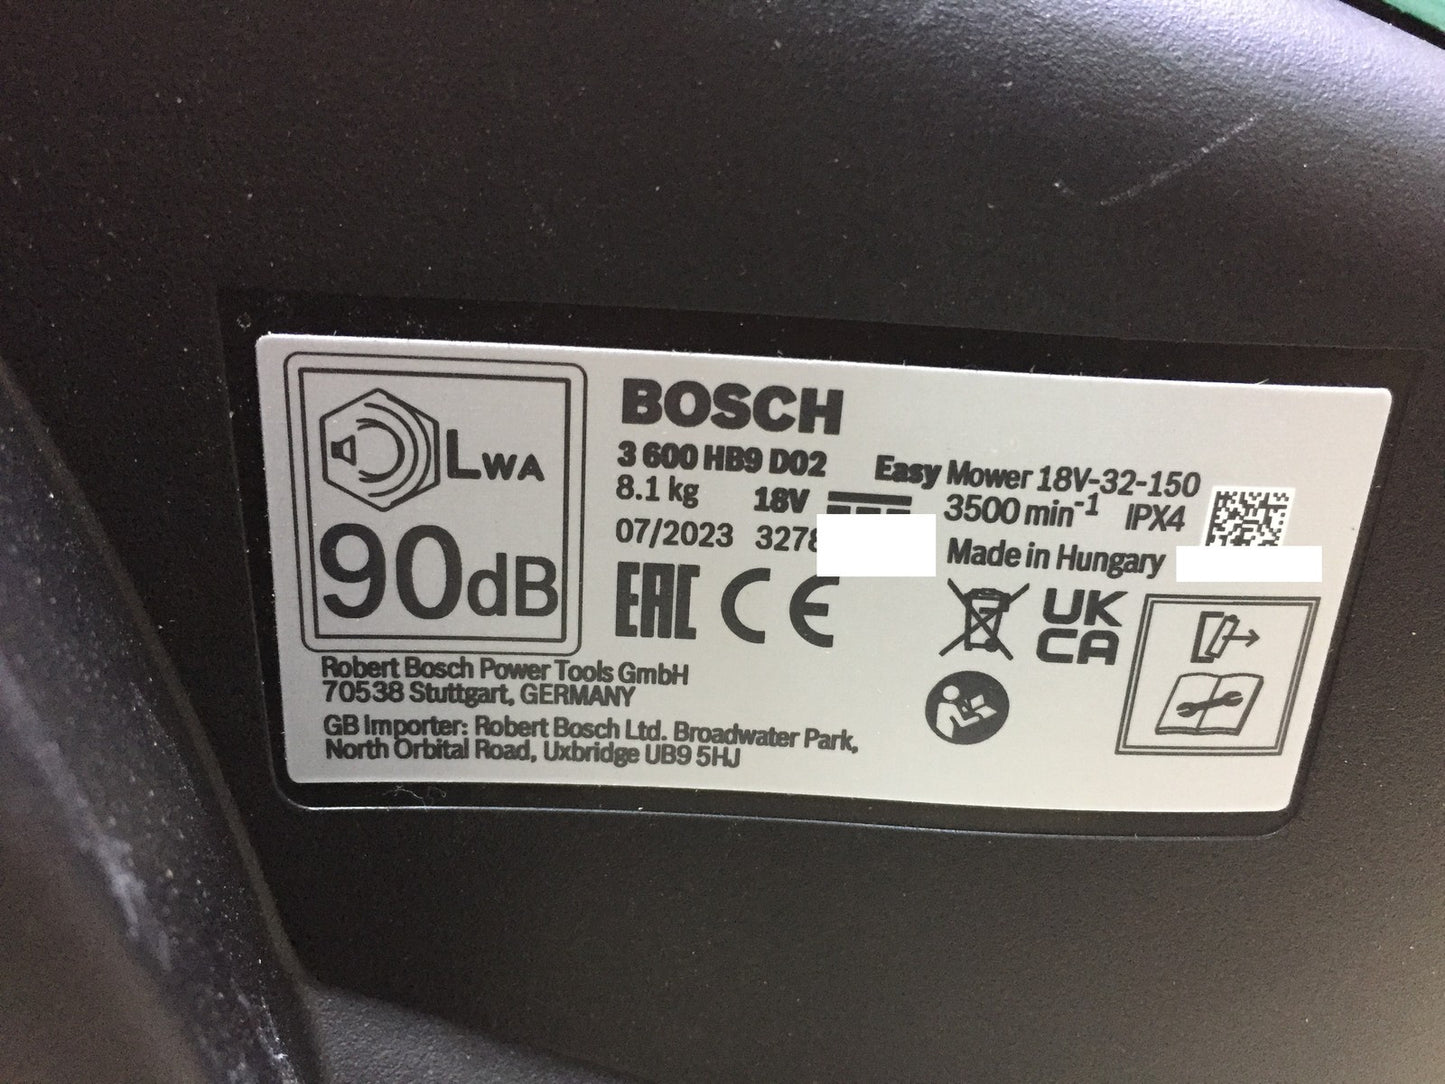 LWA
90dB
BOSCH
3 600 HB9 D02 Easy Mower 18V-32-150
8.1 kg 18V 3500 min-1 IPX4
07/2023 Made in Hungary
EAC CE UK
CA
Robert Bosch Power Tools GmbH
70538 Stuttgart, GERMANY
GB Importer: Robert Bosch Ltd. Broadwater Park,
North Orbital Road, Uxbridge UB9 5HJ